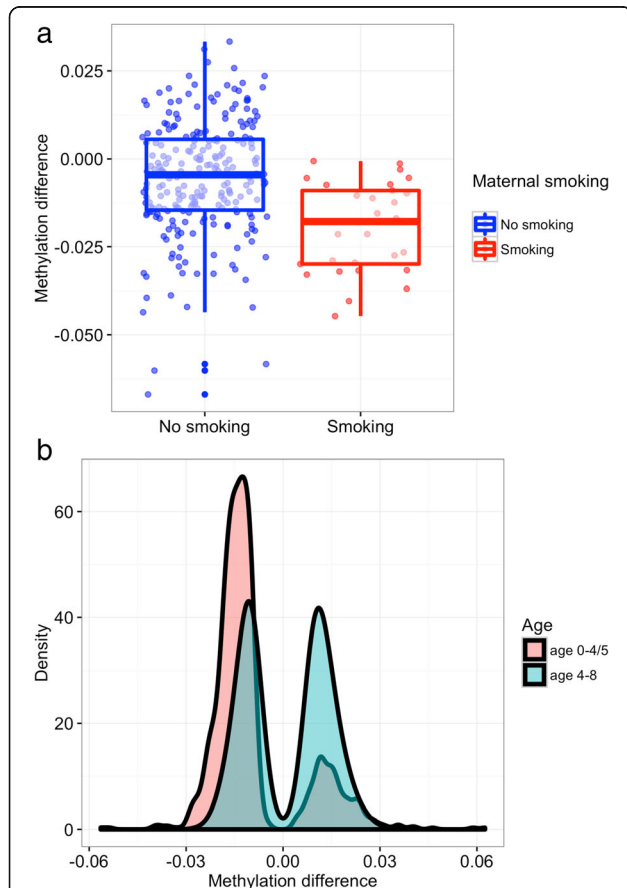 a
0.025
0.000
-0.025
-0.050
Methylation difference
No smoking
Smoking
Maternal smoking
No smoking
Smoking
b
60
40
20
0
Density
-0.06
-0.03
0.00
0.03
0.06
Methylation difference
Age
age 0-4/5
age 4-8